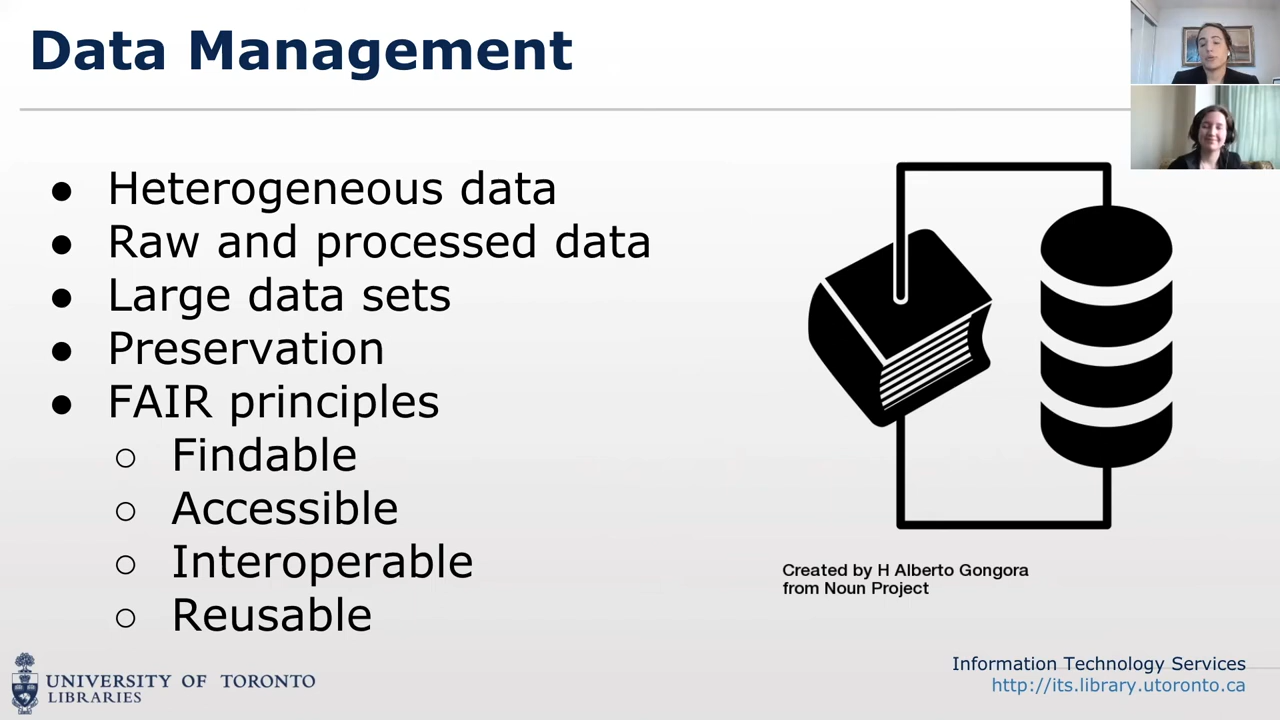 Data Management
● Heterogeneous data
● Raw and processed data
● Large data sets
● Preservation
● FAIR principles
○ Findable
○ Accessible
○ Interoperable
○ Reusable
Created by H Alberto Gongora
from Noun Project
UNIVERSITY OF TORONTO
LIBRARIES
Information Technology Services
http://its.library.utoronto.ca